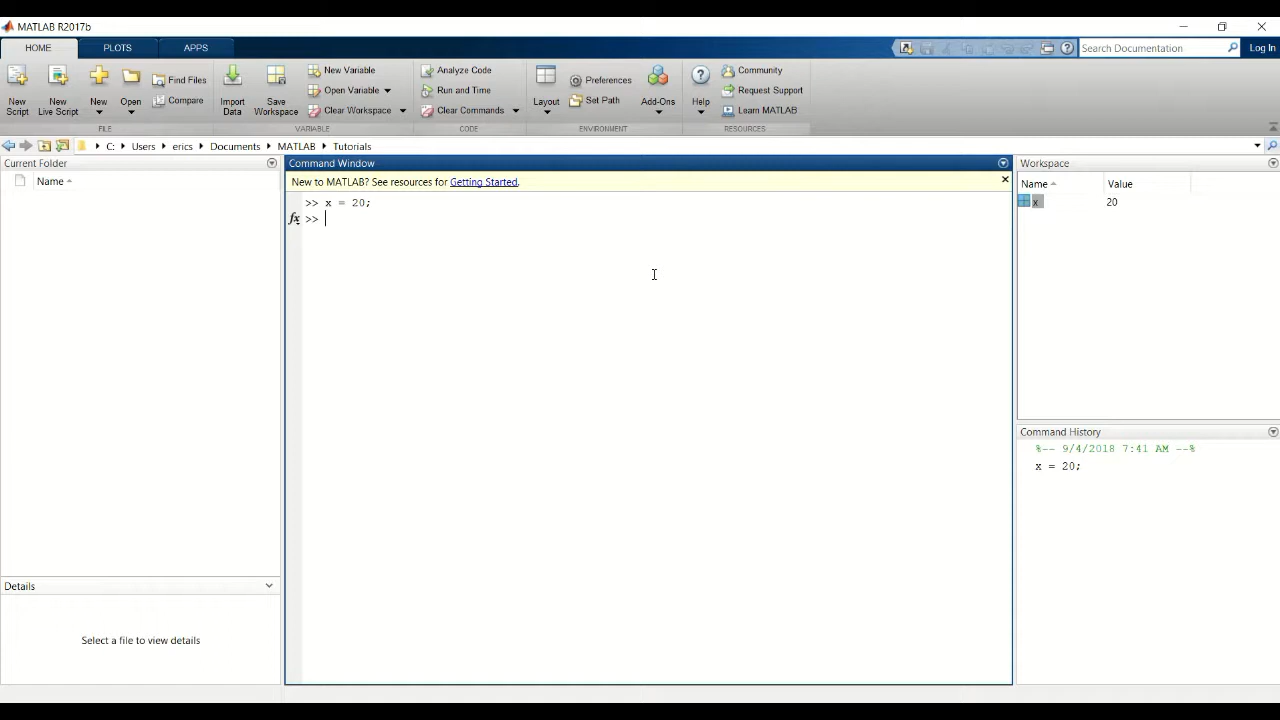 MATLAB R2017b
HOME PLOTS APPS Search Documentation Log In
New Script
New Live Script
New
Open
Find Files
Compare
Import Data
Save Workspace
New Variable
Open Variable
Clear Workspace
Analyze Code
Run and Time
Clear Commands
Layout
Preferences
Set Path
Add-Ons
Help
Community
Request Support
Learn MATLAB
FILE VARIABLE CODE ENVIRONMENT RESOURCES
C: Users erics Documents MATLAB Tutorials
Current Folder
Name
Details
Select a file to view details
Command Window
New to MATLAB? See resources for Getting Started.
>> x = 20;
fx >>
Workspace
Name Value
x 20
Command History
%-- 9/4/2018 7:41 AM --%
x = 20;